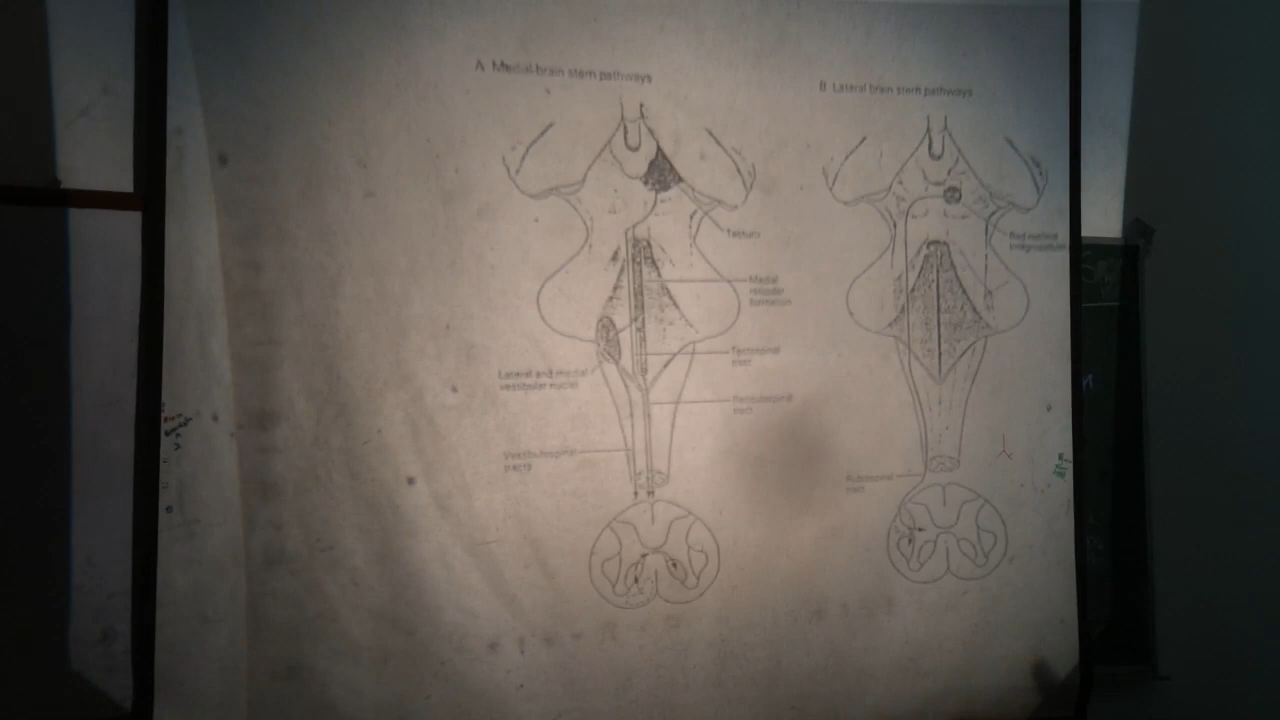 A Medial brain stem pathways
B Lateral brain stem pathways
Tectum
Red nucleus
Medial
reticular
formation
Tectospinal
tract
Lateral and medial
vestibular nuclei
Reticulospinal
tract
Vestibulospinal
tracts
Rubrospinal
tract